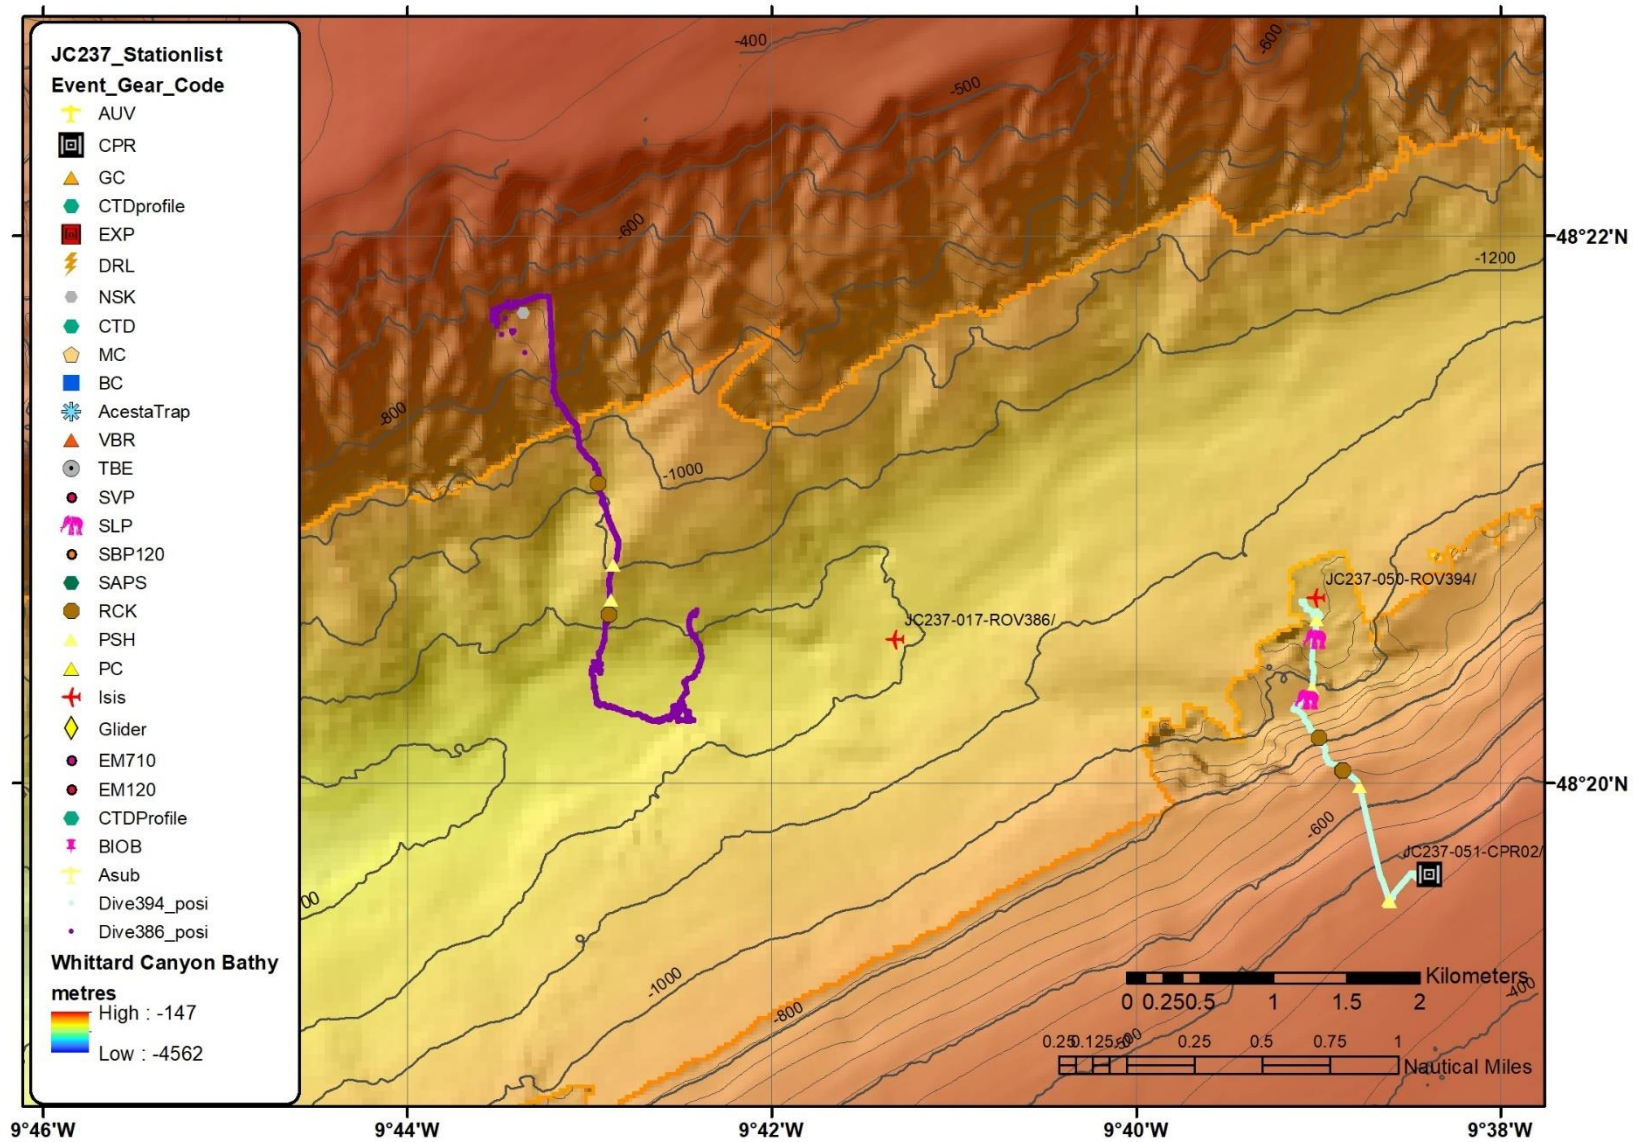 JC237_Stationlist
Event_Gear_Code
AUV
CPR
GC
CTDprofile
EXP
DRL
NSK
CTD
MC
BC
AcestaTrap
VBR
TBE
SVP
SLP
SBP120
SAPS
RCK
PSH
PC
Isis
Glider
EM710
EM120
CTDProfile
BIOB
Asub
Dive394_posi
Dive386_posi
Whittard Canyon Bathy
metres
High : -147
Low : -4562
-400
-500
-600
-600
-800
-1000
-1200
48°22'N
JC237-050-ROV394/
JC237-017-ROV386/
48°20'N
-600
JC237-051-CPR02/
00
-1000
-800
-400
Kilometers
0 0.25 0.5 1 1.5 2
-500
0.25 0.125 0 0.25 0.5 0.75 1
Nautical Miles
9°46'W 9°44'W 9°42'W 9°40'W 9°38'W